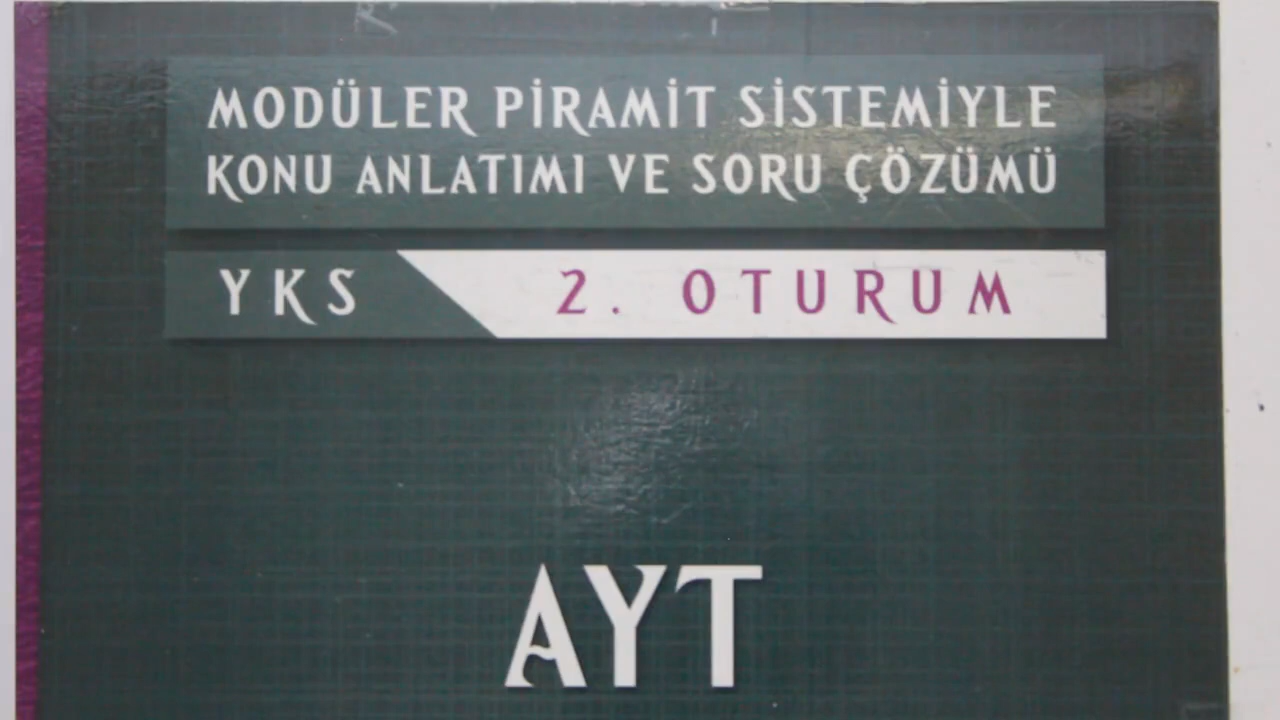 MODÜLER PİRAMİT SİSTEMİYLE
KONU ANLATIMI VE SORU ÇÖZÜMÜ
YKS 2. OTURUM
AYT